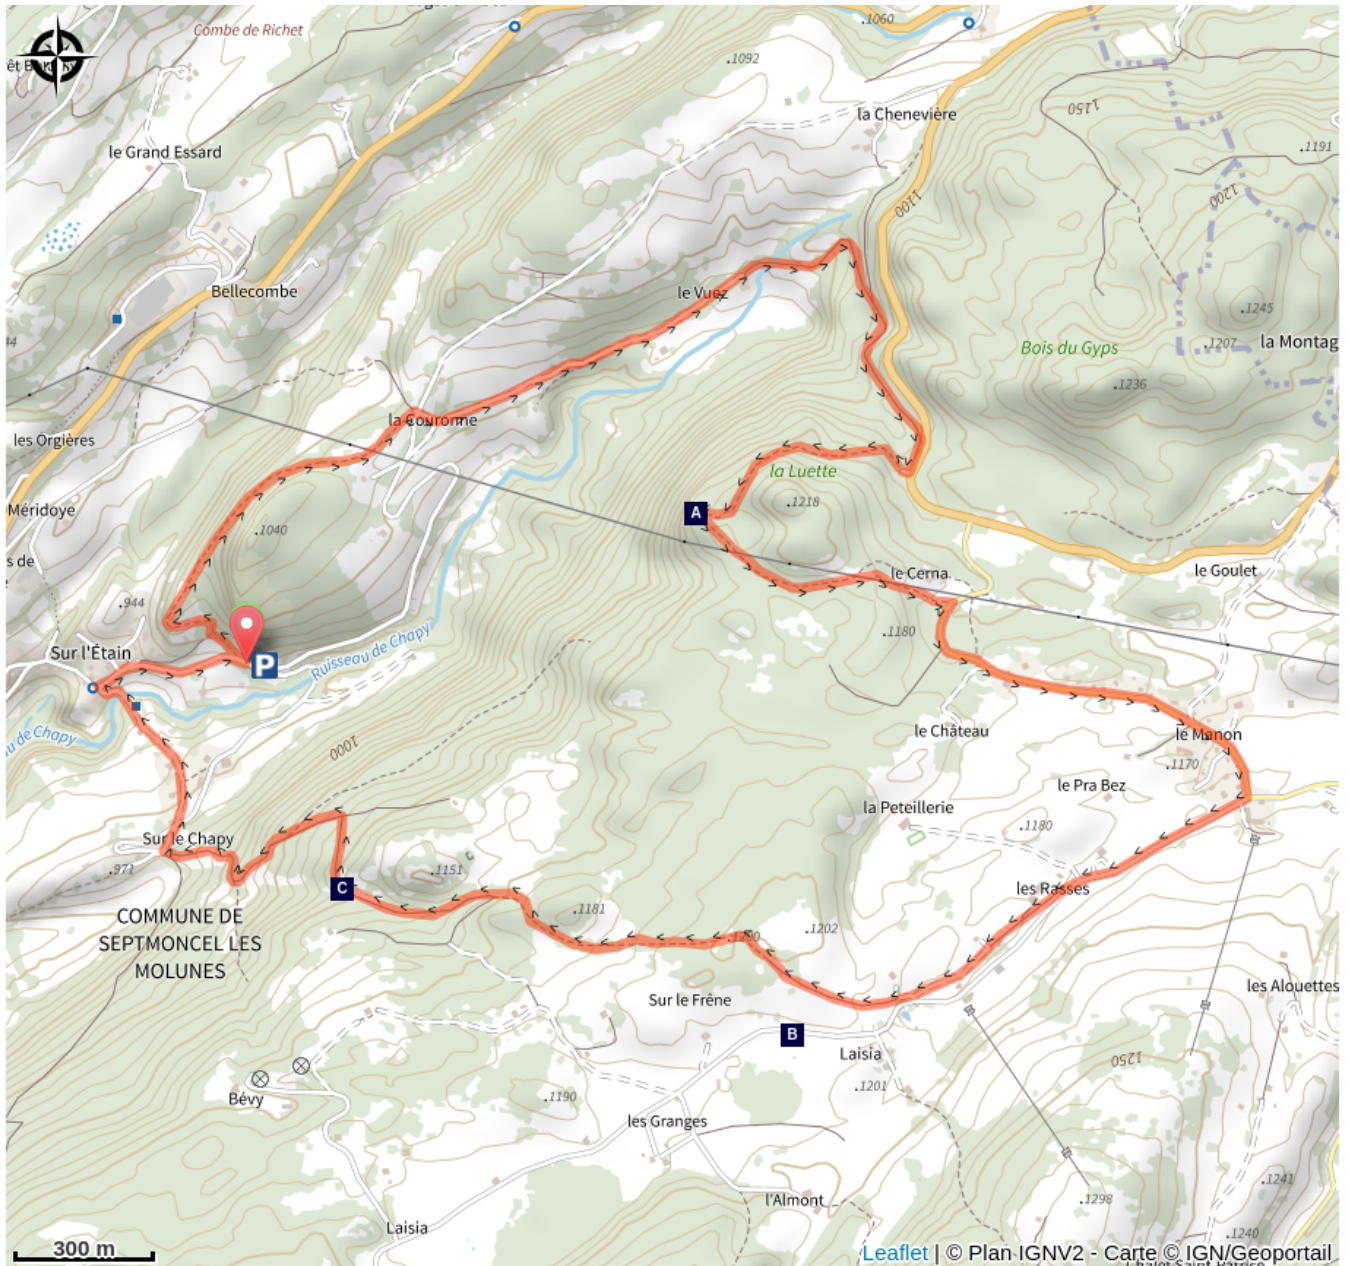 Combe de Richet
.1060
.1092
la Chenevière
1150
.1191
le Grand Essard
1200
1100
Bellecombe
le Vuez
.1245
la Montag
.1207
Bois du Gyps
.1236
44
la Couronne
les Orgières
la Luette
.1218
A
Méridoye
.1040
s de
le Cerna
le Goulet
.944
.1180
Sur l'Étain
P
Ruisseau de Chapy
u de Chapy
1000
le Château
le Manon
.1170
le Pra Bez
la Peteillerie
.1180
Sur le Chapy
.971
.1151
C
les Rasses
.1181
COMMUNE DE
SEPTMONCEL LES
MOLUNES
.1202
Sur le Frêne
les Alouettes
B
Laisia
1250
.1201
Bévy
.1190
les Granges
l'Almont
.1298
.1241
Laisia
.1240
300 m
Leaflet | © Plan IGNV2 - Carte © IGN/Geoportail